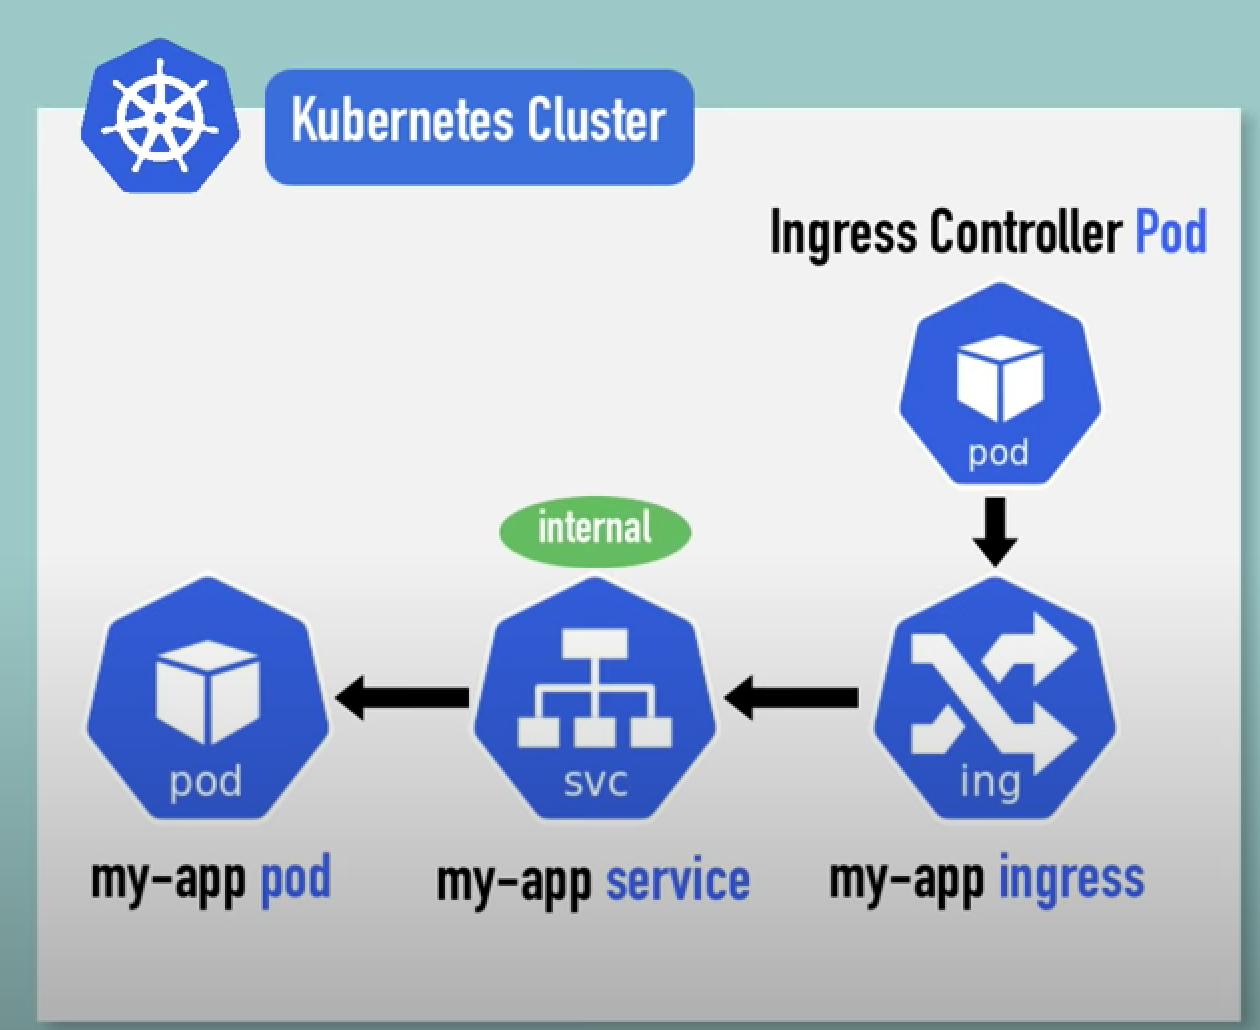 Kubernetes Cluster
Ingress Controller Pod
pod
internal
pod
svc
ing
my-app pod
my-app service
my-app ingress